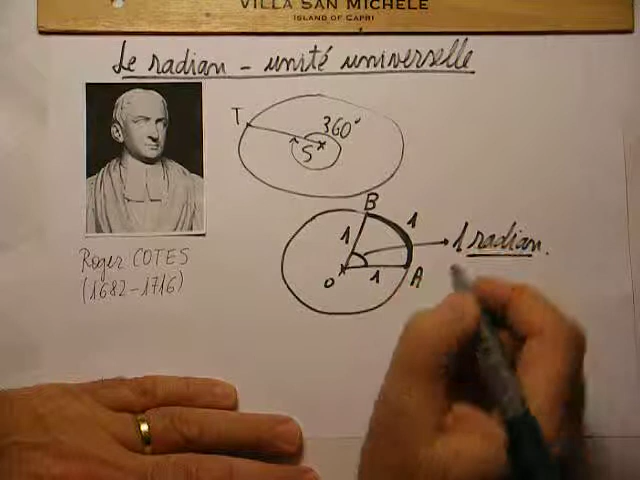 VILLA SAN MICHELE
ISLAND OF CAPRI
Le radian - unité universelle
T
360°
S
B
1
1
1 radian.
O
1
A
Roger COTES
(1682-1716)